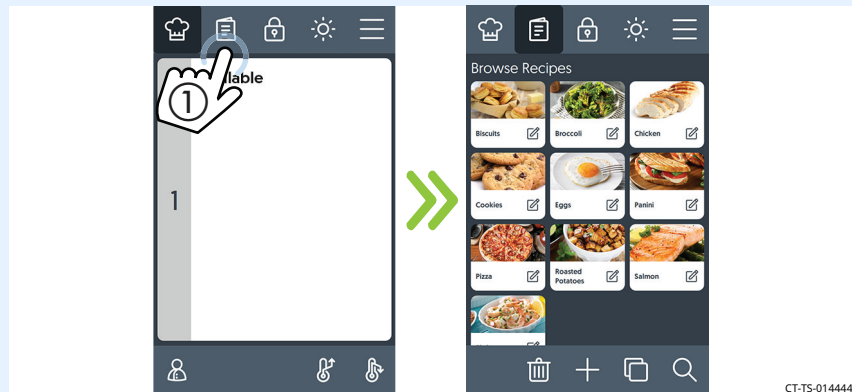 1
lable
1
Browse Recipes
Biscuits
Broccoli
Chicken
Cookies
Eggs
Panini
Pizza
Roasted
Potatoes
Salmon
CT-TS-014444